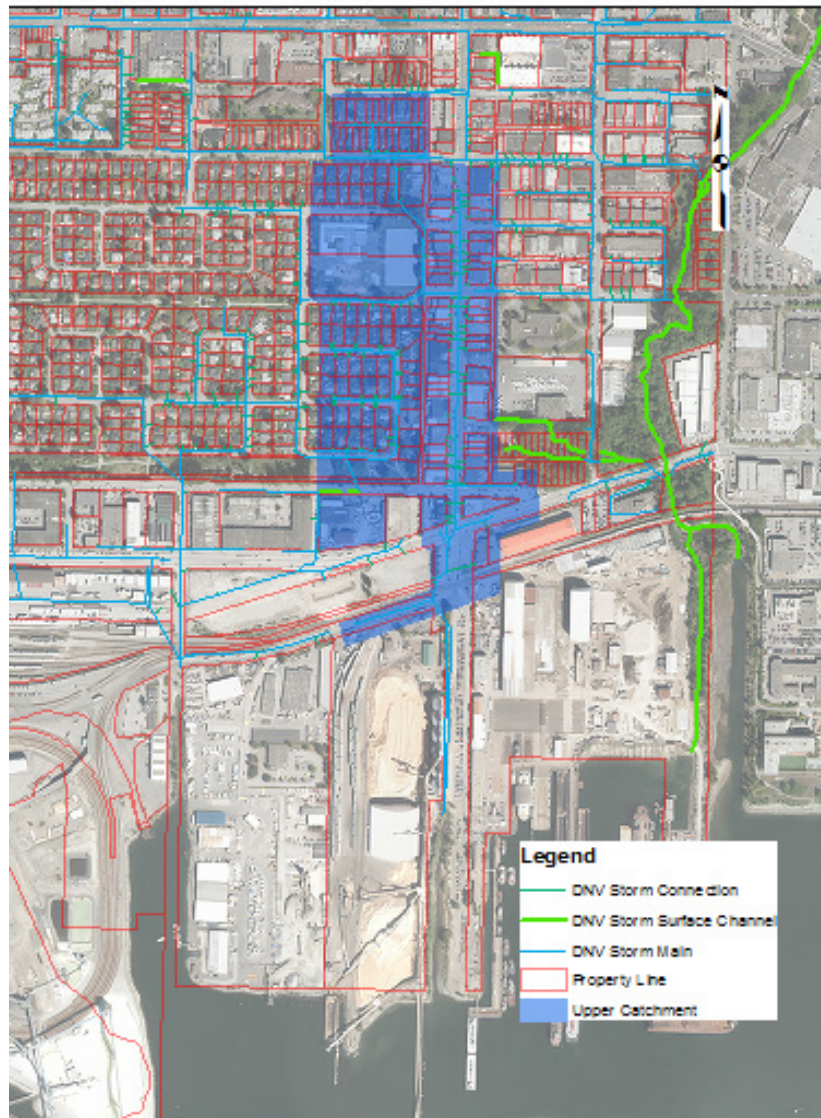 Legend
DNV Storm Connection
DNV Storm Surface Channel
DNV Storm Main
Property Line
Upper Catchment